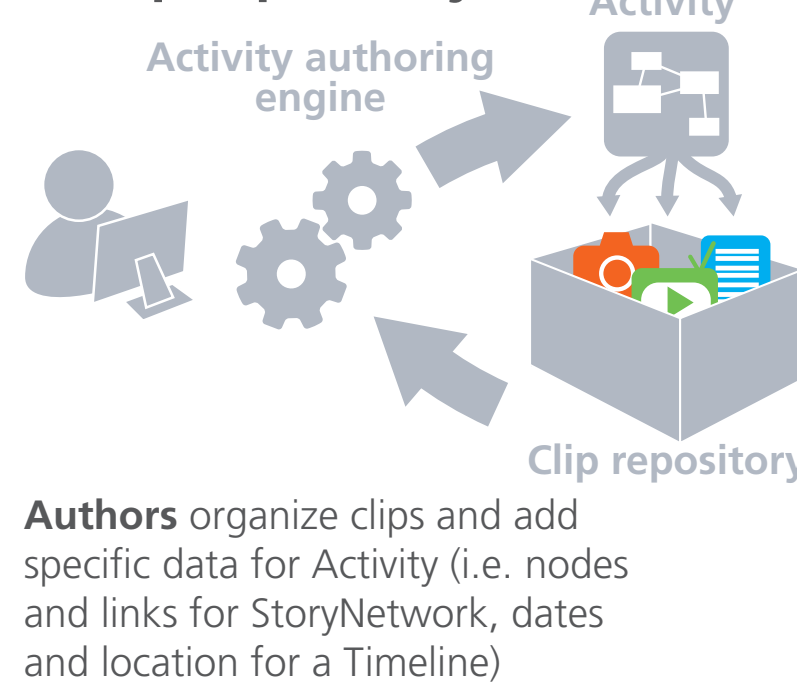 Activity
Activity authoring
engine
Clip repository
Authors organize clips and add
specific data for Activity (i.e. nodes
and links for StoryNetwork, dates
and location for a Timeline)